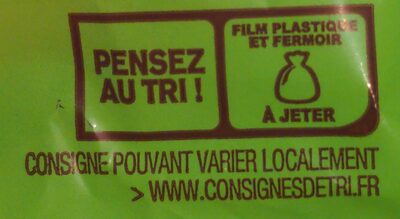 PENSEZ
AU TRI !
FILM PLASTIQUE
ET FERMOIR
À JETER
CONSIGNE POUVANT VARIER LOCALEMENT
> WWW.CONSIGNESDETRI.FR